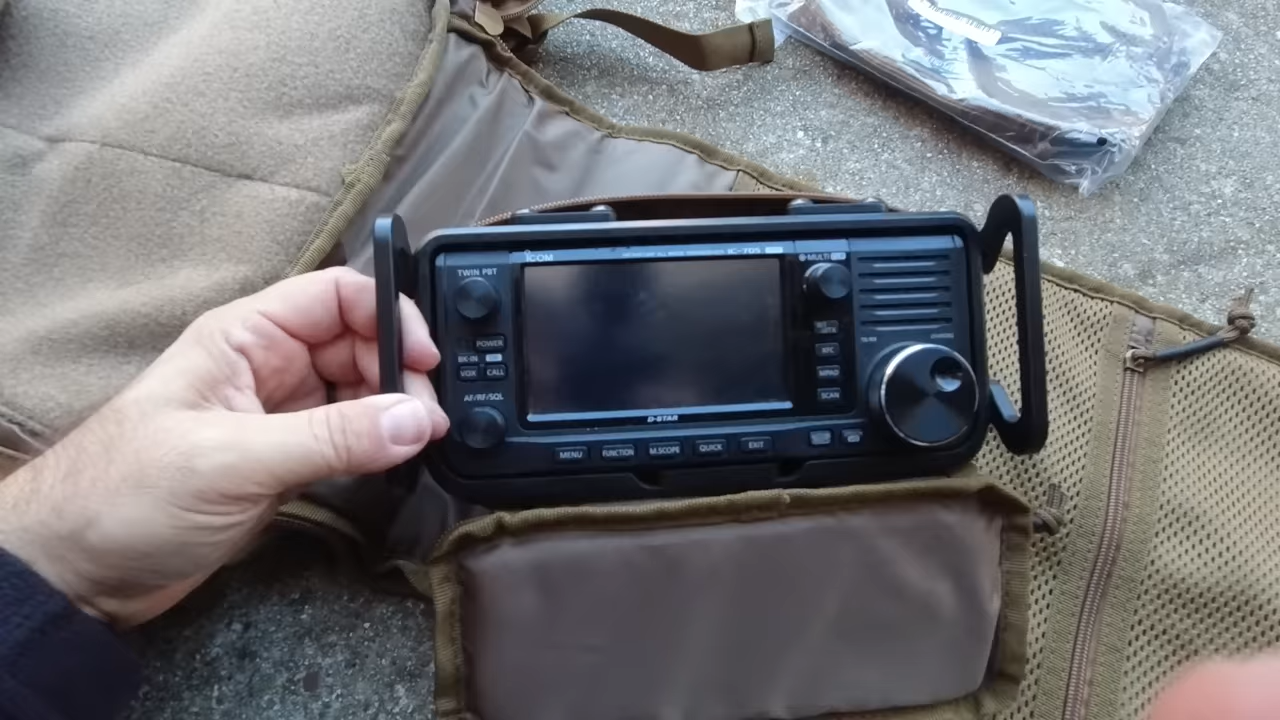 ICOM
IC-705
MULTI
TWIN PBT
POWER
BK-IN
VOX
CALL
AF/RF/SQL
XFC
MPAD
SCAN
D-STAR
MENU
FUNCTION
M.SCOPE
QUICK
EXIT